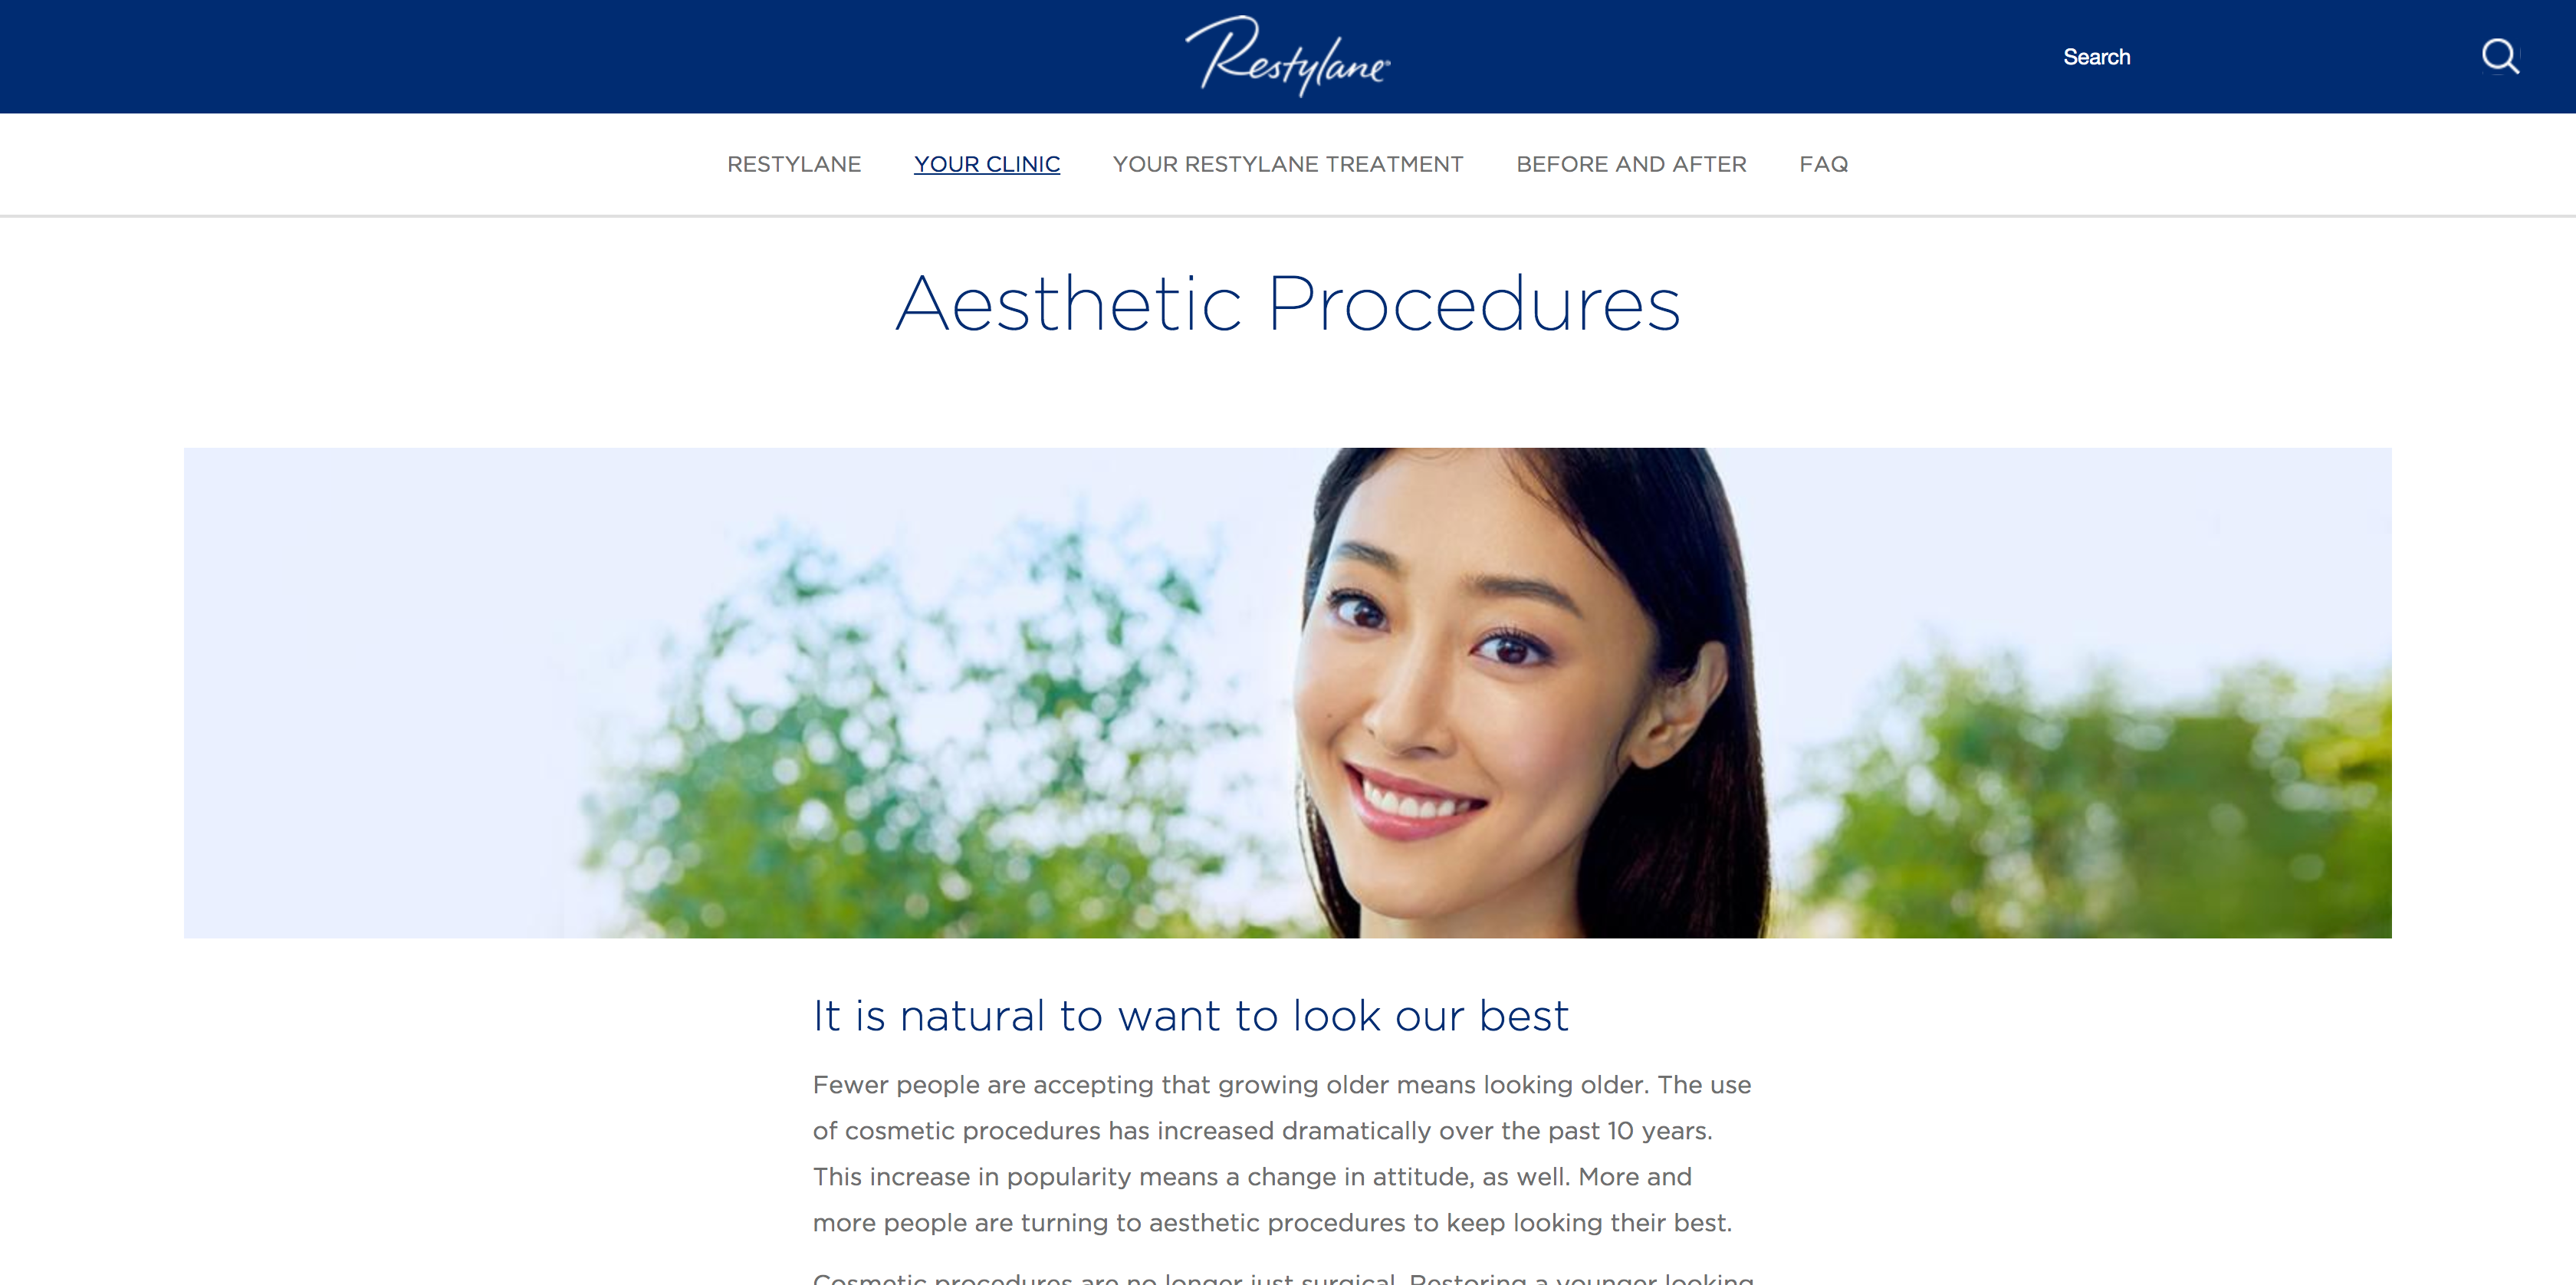 Restylane®
Search
RESTYLANE YOUR CLINIC YOUR RESTYLANE TREATMENT BEFORE AND AFTER FAQ
Aesthetic Procedures
It is natural to want to look our best
Fewer people are accepting that growing older means looking older. The use
of cosmetic procedures has increased dramatically over the past 10 years.
This increase in popularity means a change in attitude, as well. More and
more people are turning to aesthetic procedures to keep looking their best.
Cosmetic procedures are no longer just surgical. Restoring a younger looking